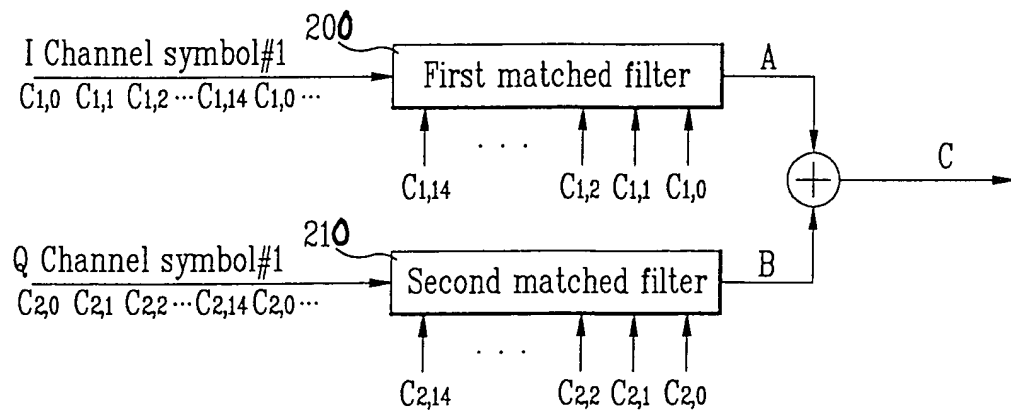 200
I Channel symbol#1
C1,0 C1,1 C1,2 ··· C1,14 C1,0 ···
First matched filter
A
· · ·
C1,14 C1,2 C1,1 C1,0
+
C
210
Q Channel symbol#1
C2,0 C2,1 C2,2 ··· C2,14 C2,0 ···
Second matched filter
B
· · ·
C2,14 C2,2 C2,1 C2,0